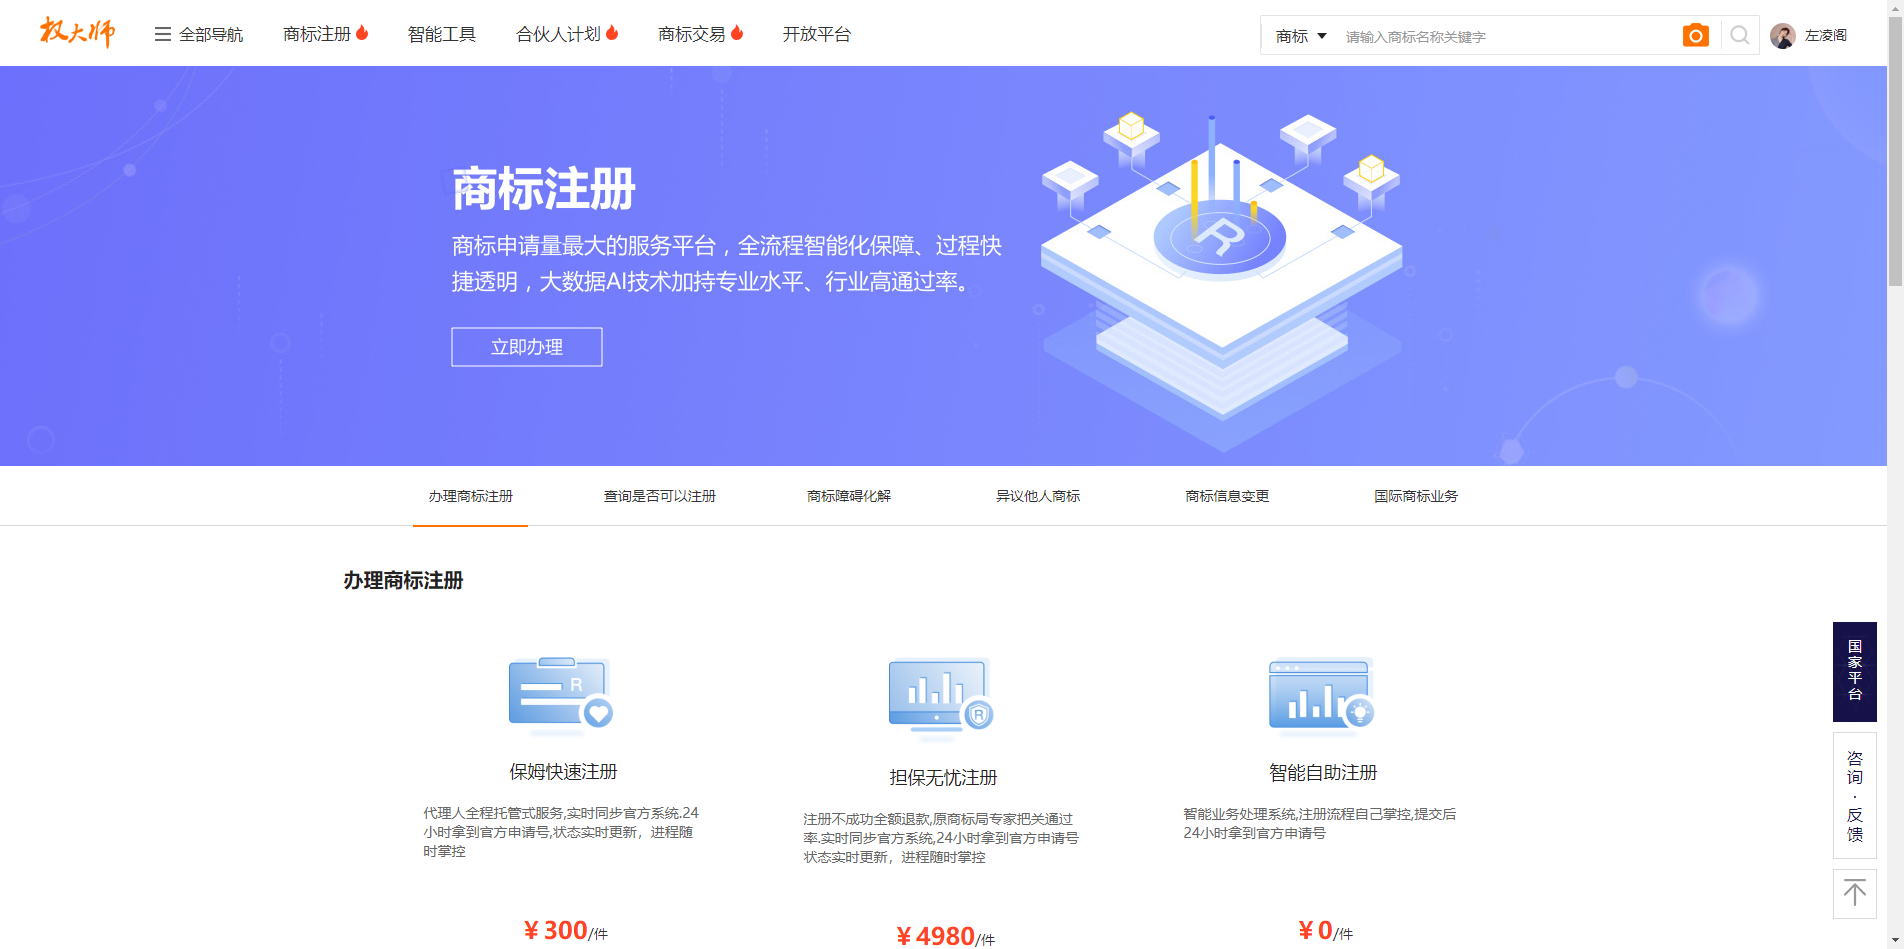 权大师
全部导航
商标注册
智能工具
合伙人计划
商标交易
开放平台
商标
请输入商标名称关键字
左凌阁
商标注册
商标申请量最大的服务平台，全流程智能化保障、过程快
捷透明，大数据AI技术加持专业水平、行业高通过率。
立即办理
R
办理商标注册
查询是否可以注册
商标障碍化解
异议他人商标
商标信息变更
国际商标业务
办理商标注册
R
R
保姆快速注册
担保无忧注册
智能自助注册
代理人全程托管式服务,实时同步官方系统.24
小时拿到官方申请号,状态实时更新，进程随
时掌控
注册不成功全额退款,原商标局专家把关通过
率.实时同步官方系统,24小时拿到官方申请号
状态实时更新，进程随时掌控
智能业务处理系统,注册流程自己掌控,提交后
24小时拿到官方申请号
¥ 300/件
¥ 4980/件
¥ 0/件
国家平台
咨询·反馈